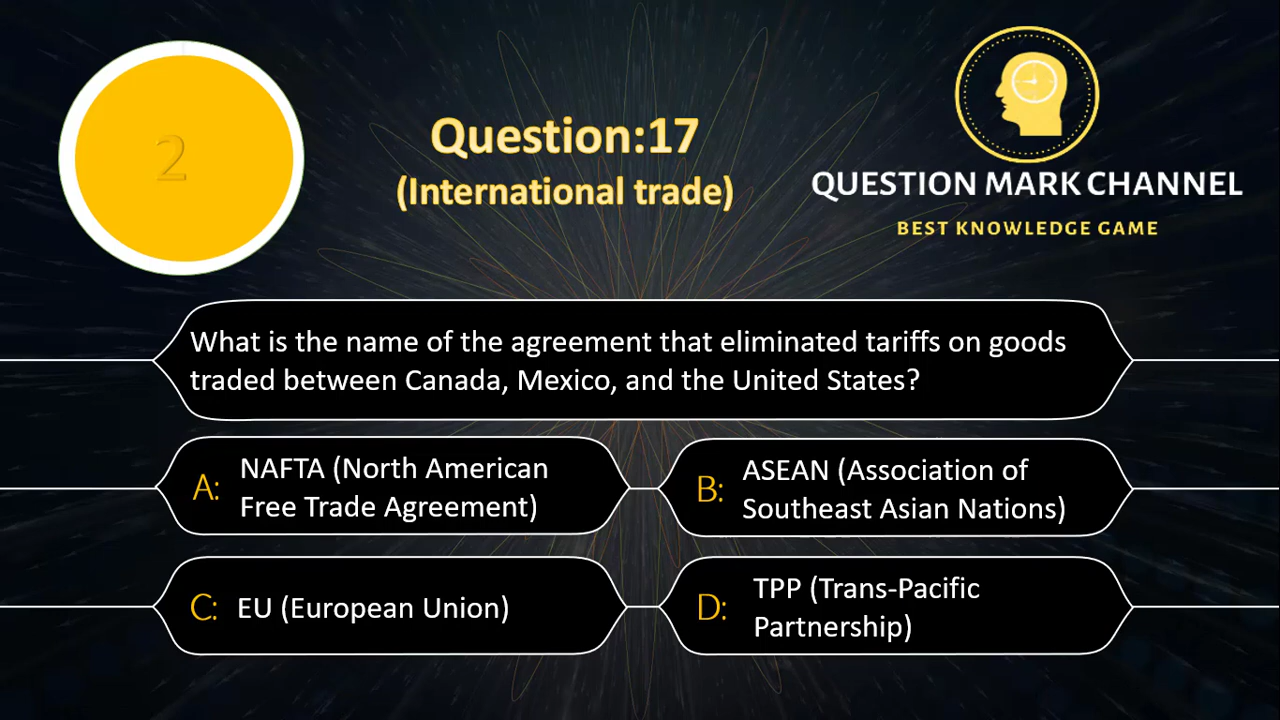 2
Question:17
(International trade)
QUESTION MARK CHANNEL
BEST KNOWLEDGE GAME
What is the name of the agreement that eliminated tariffs on goods
traded between Canada, Mexico, and the United States?
A: NAFTA (North American
Free Trade Agreement)
B: ASEAN (Association of
Southeast Asian Nations)
C: EU (European Union)
D: TPP (Trans-Pacific
Partnership)